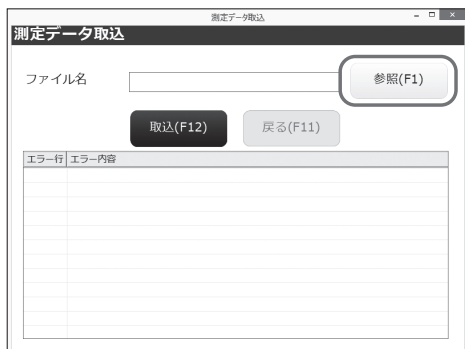 測定データ取込
測定データ取込
ファイル名
参照(F1)
取込(F12)
戻る(F11)
エラー行 エラー内容